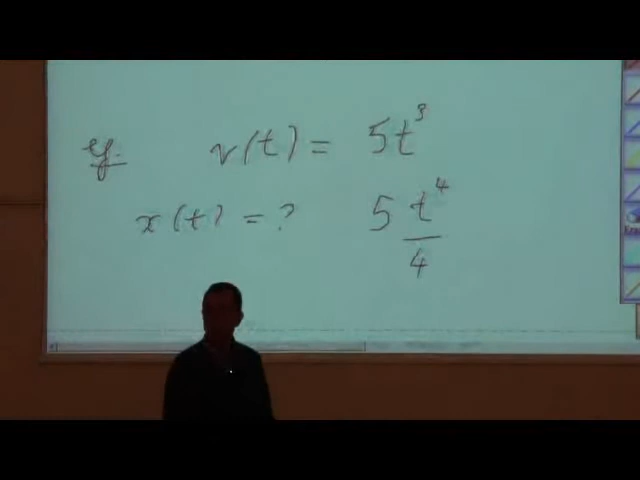 eg. v(t) = 5t³
x(t) = ? 5 t⁴/4